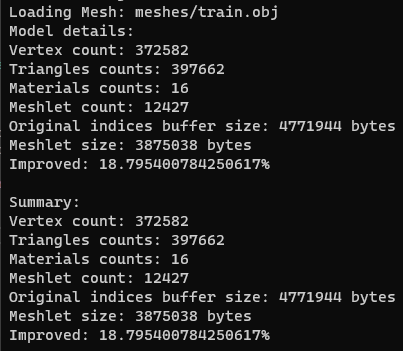 Loading Mesh: meshes/train.obj
Model details:
Vertex count: 372582
Triangles counts: 397662
Materials counts: 16
Meshlet count: 12427
Original indices buffer size: 4771944 bytes
Meshlet size: 3875038 bytes
Improved: 18.795400784250617%

Summary:
Vertex count: 372582
Triangles counts: 397662
Materials counts: 16
Meshlet count: 12427
Original indices buffer size: 4771944 bytes
Meshlet size: 3875038 bytes
Improved: 18.795400784250617%